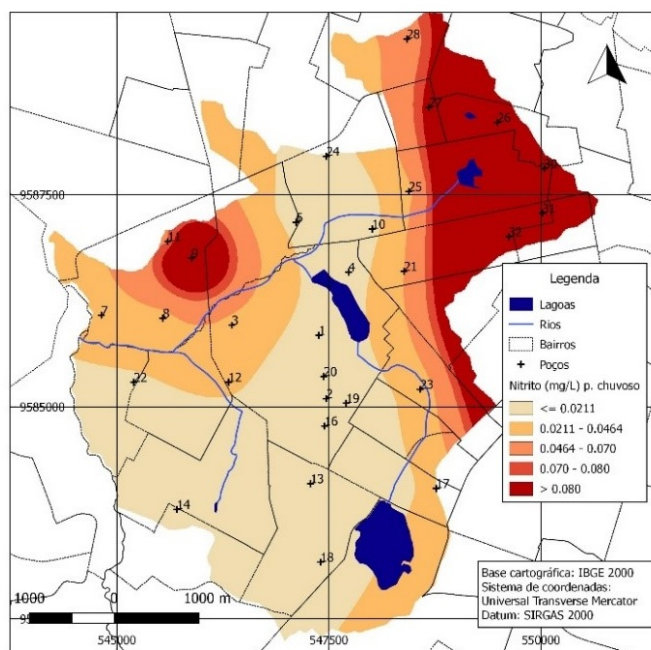 28
27
26
24
30
9587500
25
31
5
10
32
11
9
4
21
Legenda
Lagoas
Rios
Bairros
Poços
Nitrito (mg/L) p. chuvoso
<= 0.0211
0.0211 - 0.0464
0.0464 - 0.070
0.070 - 0.080
> 0.080
7
8
3
1
22
12
20
23
2
19
9585000
16
13
17
14
18
Base cartográfica: IBGE 2000
Sistema de coordenadas:
Universal Transverse Mercator
Datum: SIRGAS 2000
1000 0 1000 m
545000 547500 550000